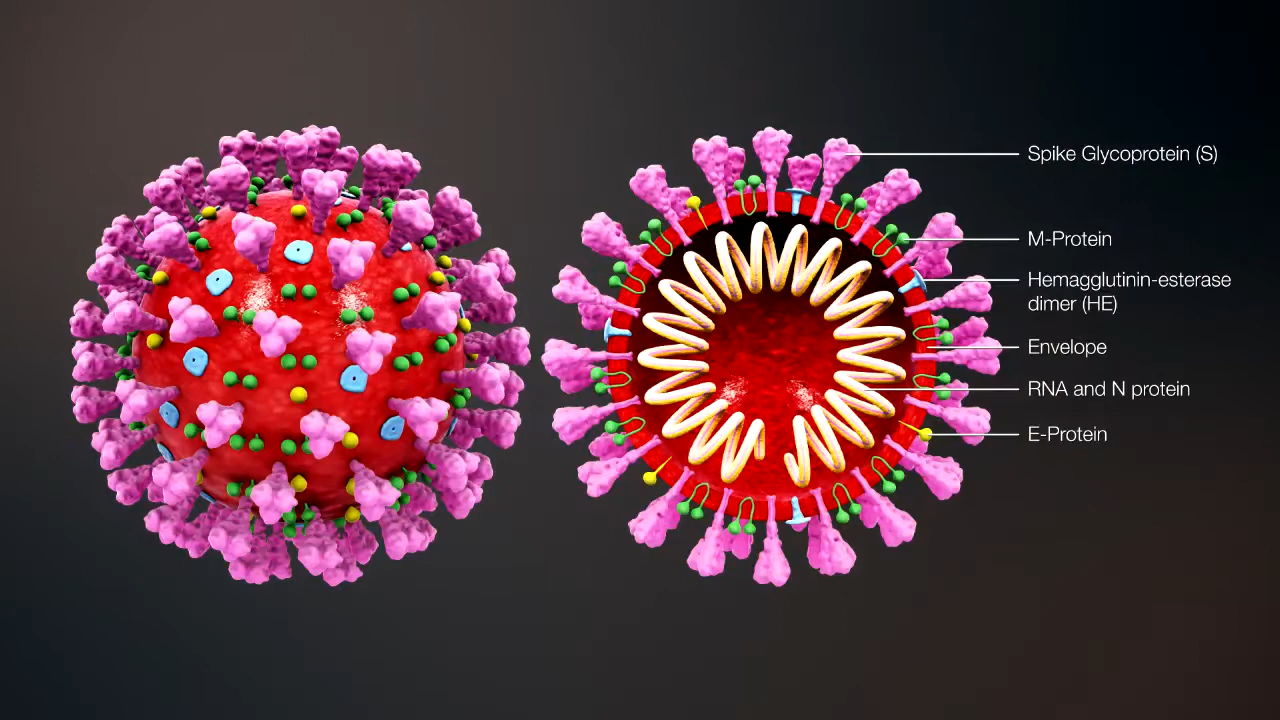 Spike Glycoprotein (S)
M-Protein
Hemagglutinin-esterase
dimer (HE)
Envelope
RNA and N protein
E-Protein